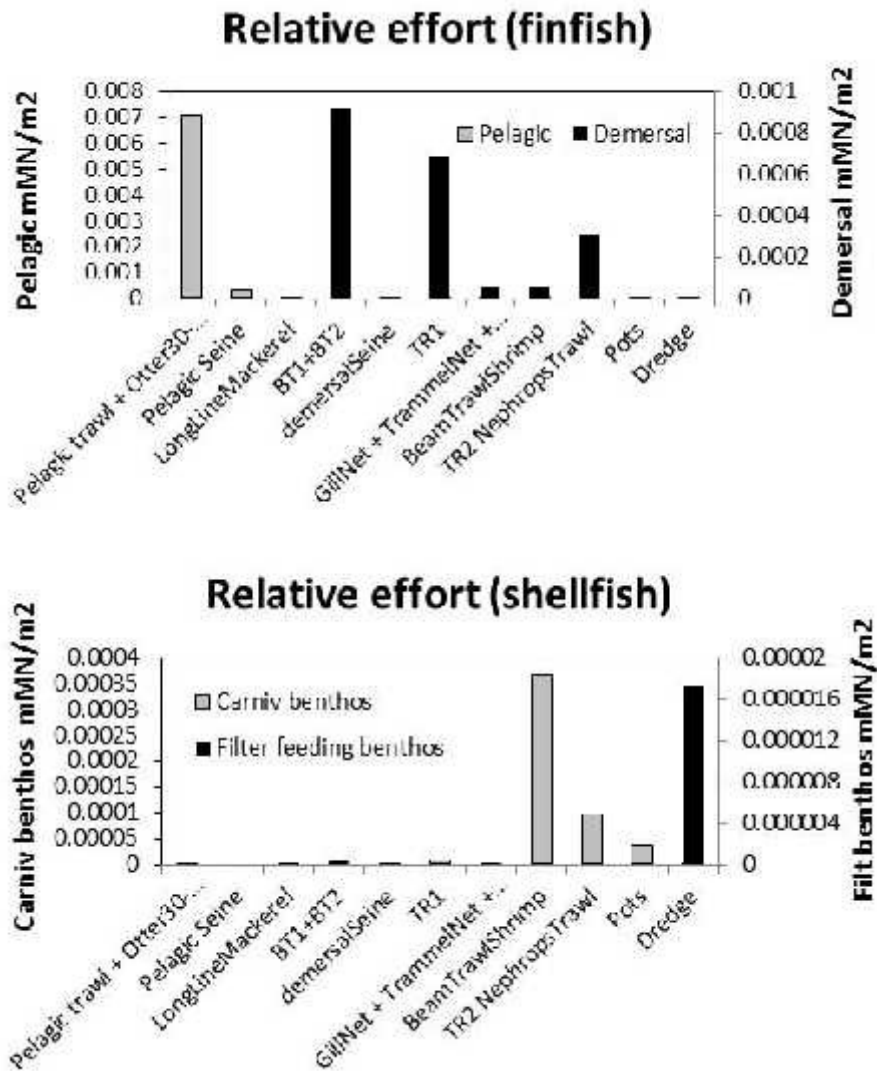 Relative effort (finfish)
Pelagic mMN/m2
0.008
0.007
0.006
0.005
0.004
0.003
0.002
0.001
0
Pelagic
Demersal
0.001
0.0008
0.0006
0.0004
0.0002
0
Demersal mMN/m2
Pelagic trawl + Otter30-...
Pelagic Seine
LongLineMackerel
BT1+BT2
demersalSeine
TR1
GillNet + TrammelNet +...
BeamTrawlShrimp
TR2 NephropsTrawl
Pots
Dredge
Relative effort (shellfish)
Carniv benthos mMN/m2
0.0004
0.00035
0.0003
0.00025
0.0002
0.00015
0.0001
0.00005
0
Carniv benthos
Filter feeding benthos
0.00002
0.000016
0.000012
0.000008
0.000004
0
Filt benthos mMN/m2
Pelagic trawl + Otter30-...
Pelagic Seine
LongLineMackerel
BT1+BT2
demersalSeine
TR1
GillNet + TrammelNet +...
BeamTrawlShrimp
TR2 NephropsTrawl
Pots
Dredge